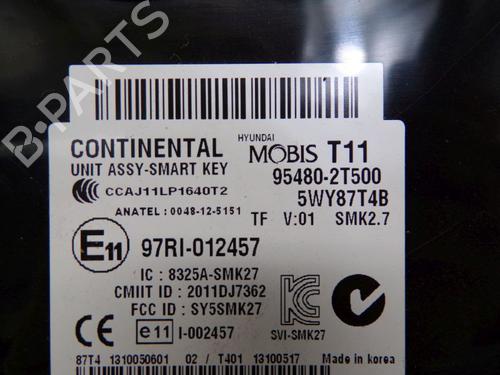 B-PARTS
CONTINENTAL HYUNDAI MOBIS T11
UNIT ASSY-SMART KEY 95480-2T500
CCAJ11LP1640T2 5WY87T4B
ANATEL : 0048-12-5151 TF V:01 SMK2.7
E11 97RI-012457
IC : 8325A-SMK27
CMIIT ID : 2011DJ7362
FCC ID : SY5SMK27
CE e11 I-002457 SVI-SMK27
87T4 1310050601 02 / T401 13100517 Made in korea